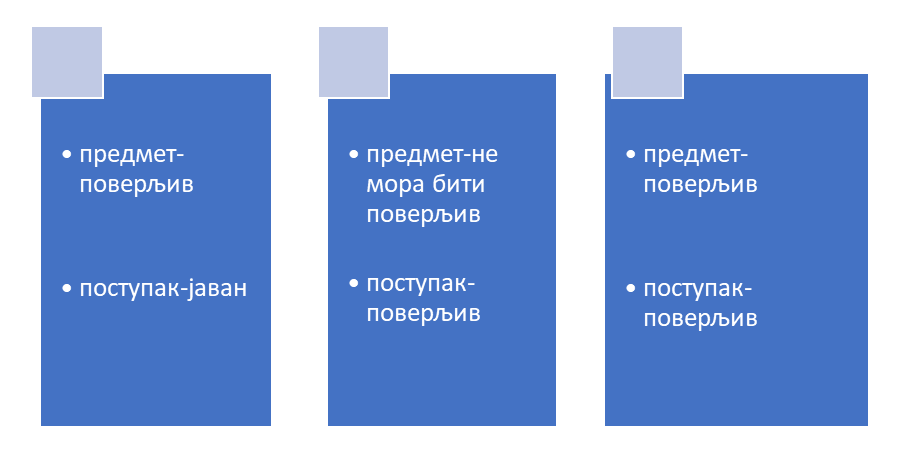 • предмет-
поверљив
• поступак-јаван
• предмет-не
мора бити
поверљив
• поступак-
поверљив
• предмет-
поверљив
• поступак-
поверљив